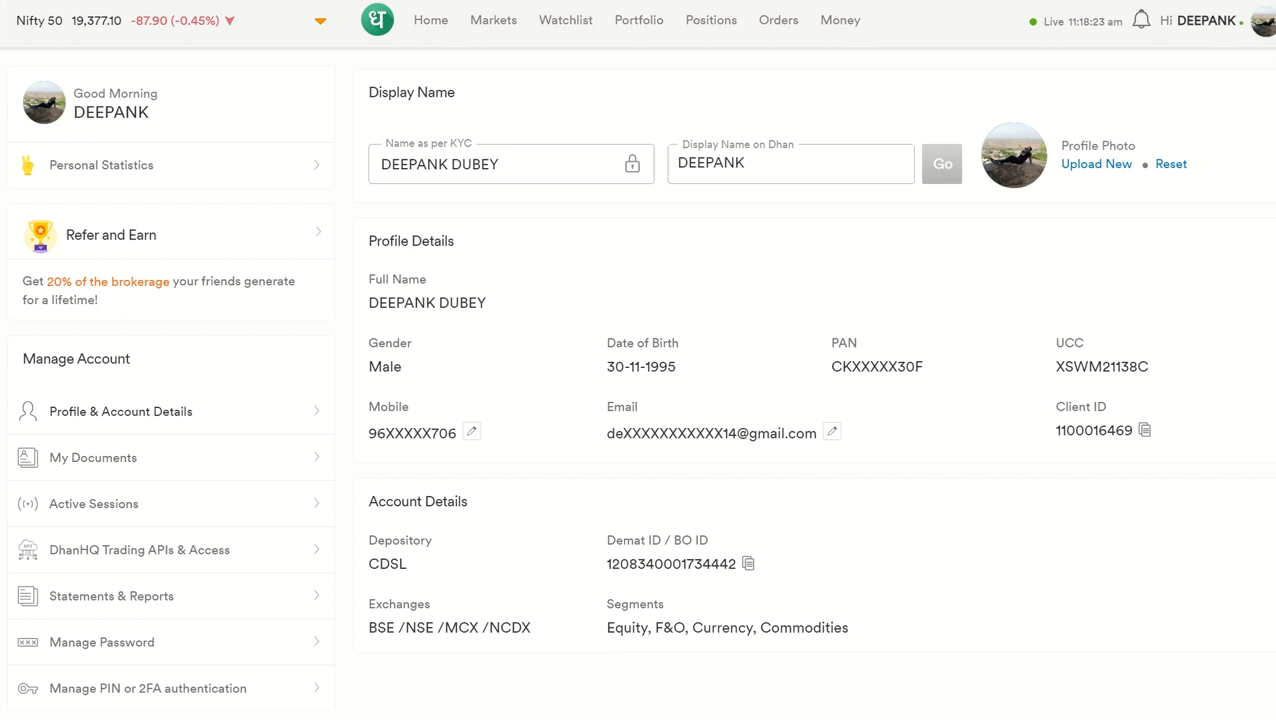 Nifty 50 19,377.10 -87.90 (-0.45%)
ध
Home Markets Watchlist Portfolio Positions Orders Money
Live 11:18:23 am
Hi DEEPANK
Good Morning
DEEPANK
Personal Statistics
Refer and Earn
Get 20% of the brokerage your friends generate
for a lifetime!
Manage Account
Profile & Account Details
My Documents
Active Sessions
API
DhanHQ Trading APIs & Access
Statements & Reports
Manage Password
Manage PIN or 2FA authentication
Display Name
Name as per KYC
DEEPANK DUBEY
Display Name on Dhan
DEEPANK
Go
Profile Photo
Upload New • Reset
Profile Details
Full Name
DEEPANK DUBEY
Gender Date of Birth PAN UCC
Male 30-11-1995 CKXXXXX30F XSWM21138C
Mobile Email Client ID
96XXXXX706 deXXXXXXXXXXX14@gmail.com 1100016469
Account Details
Depository Demat ID / BO ID
CDSL 1208340001734442
Exchanges Segments
BSE /NSE /MCX /NCDX Equity, F&O, Currency, Commodities